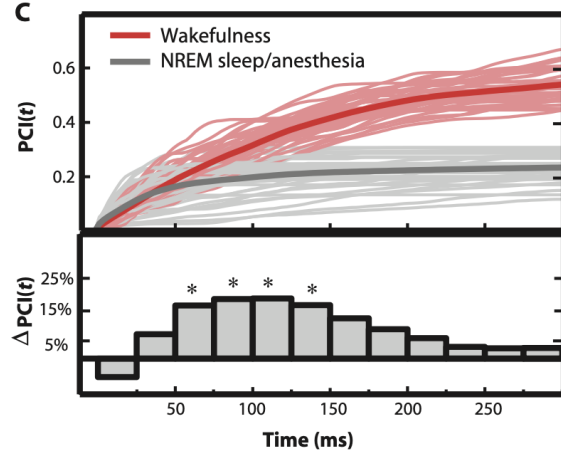 C
Wakefulness
NREM sleep/anesthesia
PCI(t)
0.6
0.4
0.2
* * * *
ΔPCI(t)
25%
15%
5%
50 100 150 200 250
Time (ms)